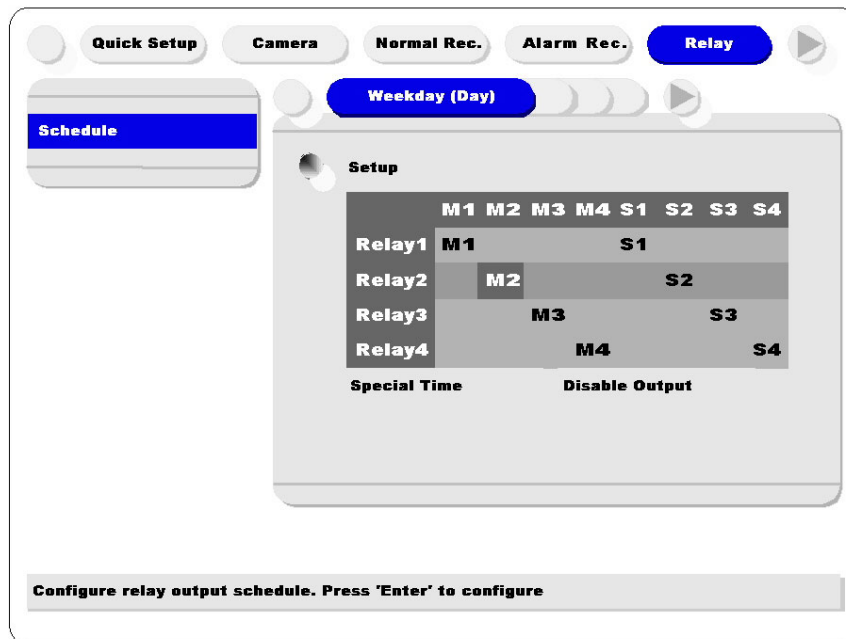 Quick Setup Camera Normal Rec. Alarm Rec. Relay
Weekday (Day)
Schedule
Setup
M1 M2 M3 M4 S1 S2 S3 S4
Relay1 M1 S1
Relay2 M2 S2
Relay3 M3 S3
Relay4 M4 S4
Special Time Disable Output
Configure relay output schedule. Press 'Enter' to configure